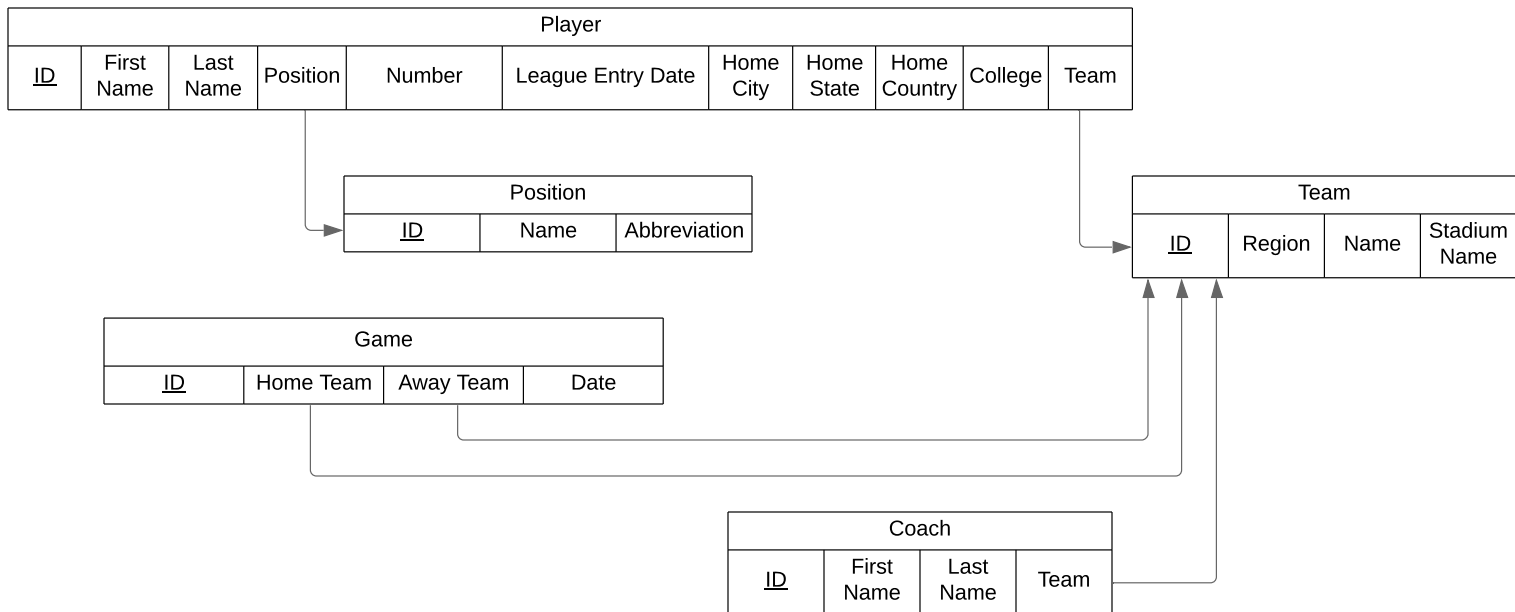 Player
ID First Name Last Name Position Number League Entry Date Home City Home State Home Country College Team
Position
ID Name Abbreviation
Team
ID Region Name Stadium Name
Game
ID Home Team Away Team Date
Coach
ID First Name Last Name Team